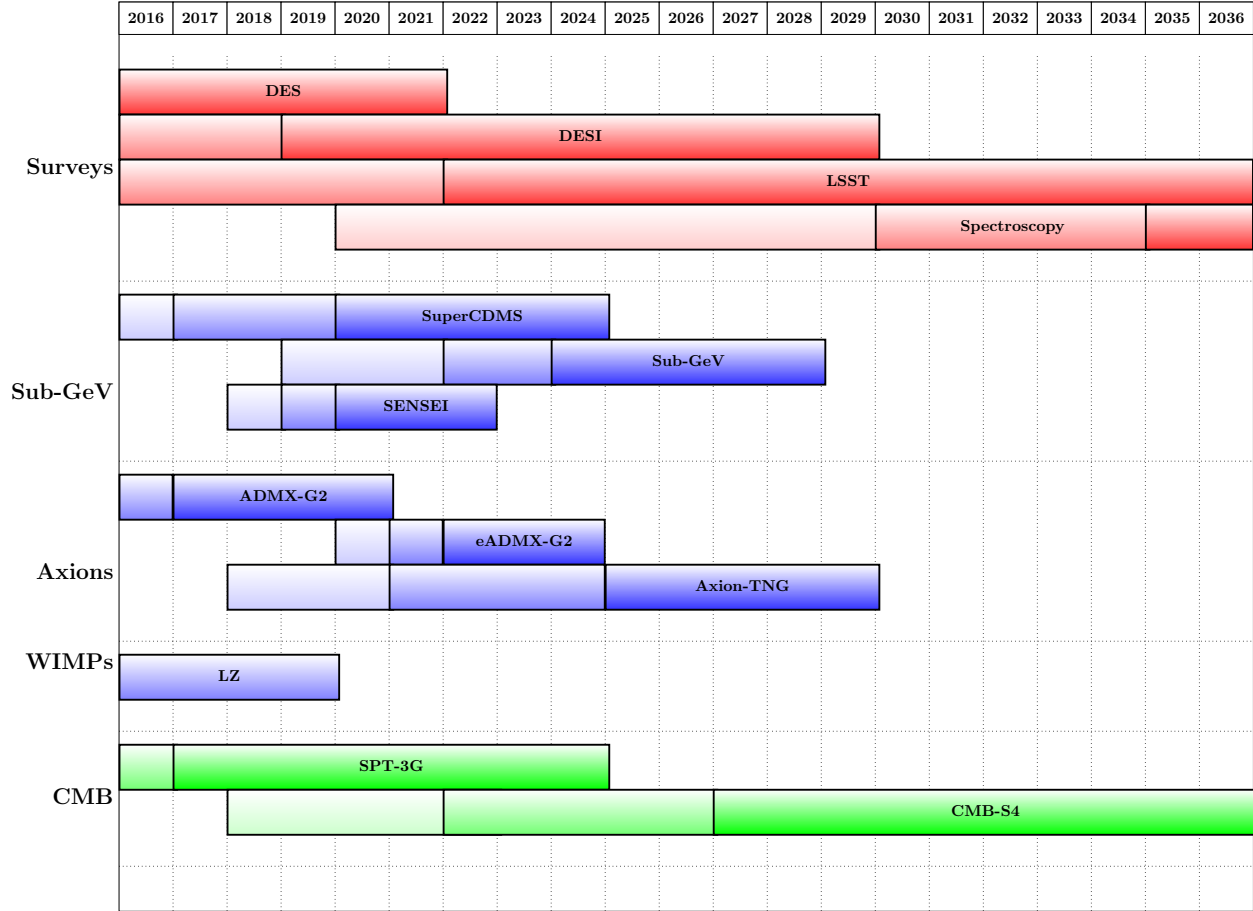 2016 2017 2018 2019 2020 2021 2022 2023 2024 2025 2026 2027 2028 2029 2030 2031 2032 2033 2034 2035 2036
DES
DESI
Surveys
LSST
Spectroscopy
SuperCDMS
Sub-GeV
Sub-GeV
SENSEI
ADMX-G2
eADMX-G2
Axions
Axion-TNG
WIMPs
LZ
SPT-3G
CMB
CMB-S4